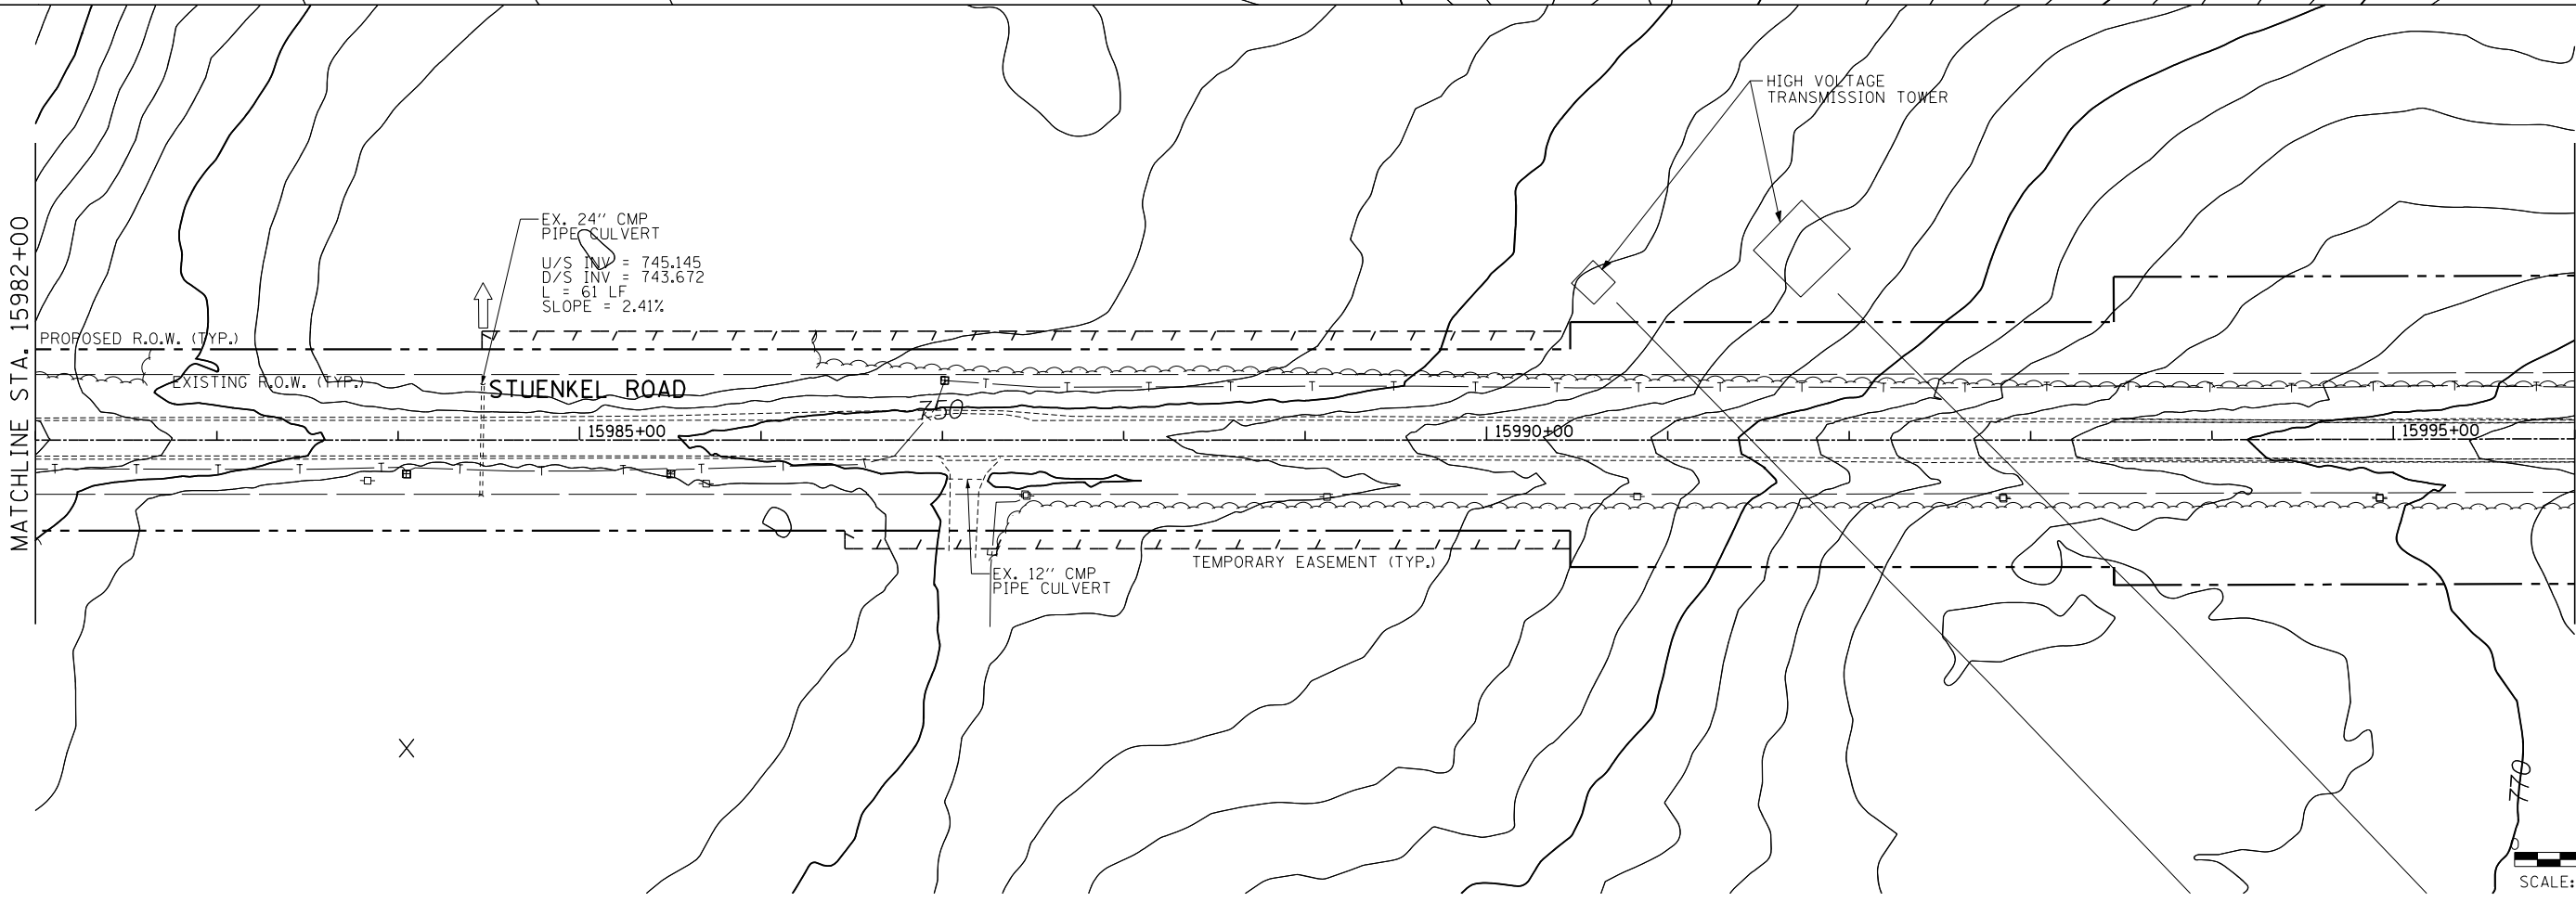 HIGH VOLTAGE
TRANSMISSION TOWER
EX. 24'' CMP
PIPE CULVERT
U/S INV = 745.145
D/S INV = 743.672
L = 61 LF
SLOPE = 2.41%
MATCHLINE STA. 15982+00
PROPOSED R.O.W. (TYP.)
EXISTING R.O.W. (TYP.)
STUENKEL ROAD
750
15985+00
15990+00
15995+00
T T T T T T T T T T T T T T T T T T T T
T T T T T T T T T T
TEMPORARY EASEMENT (TYP.)
EX. 12'' CMP
PIPE CULVERT
X
770
0
SCALE: